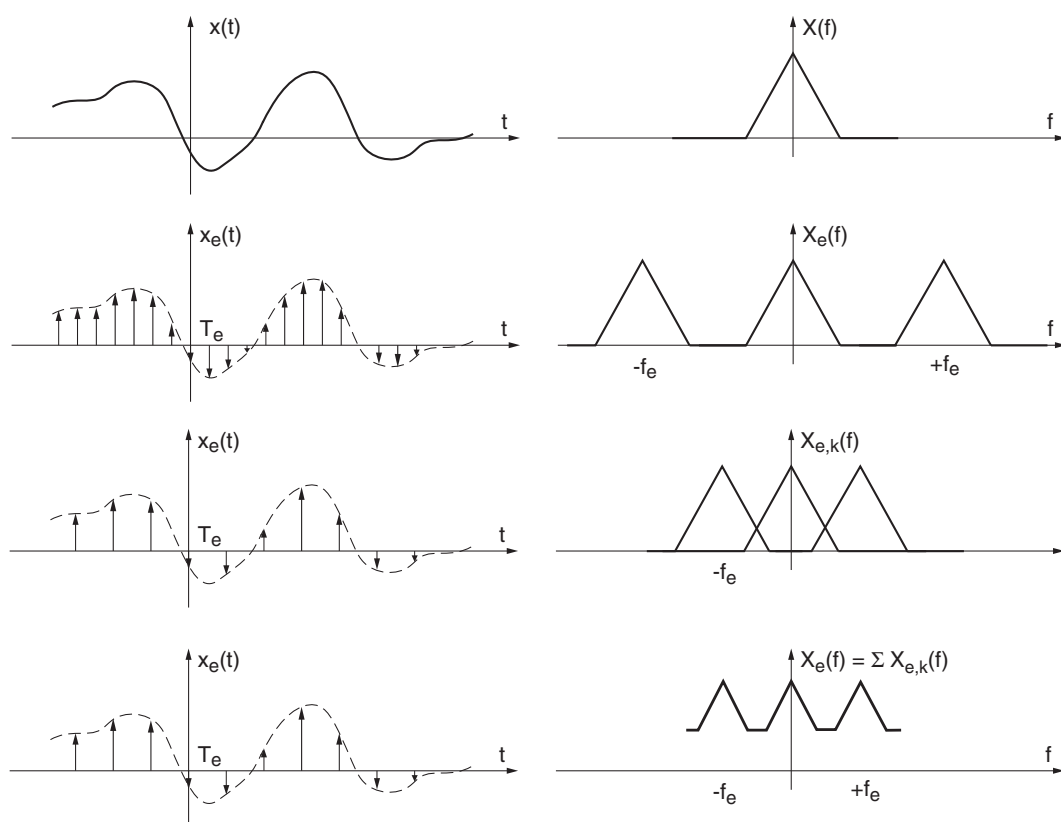 x(t)
X(f)
t
f
xₑ(t)
Xₑ(f)
Tₑ
t
f
-fₑ
+fₑ
xₑ(t)
Xₑ,ₖ(f)
Tₑ
t
f
-fₑ
xₑ(t)
Xₑ(f) = Σ Xₑ,ₖ(f)
Tₑ
t
f
-fₑ
+fₑ